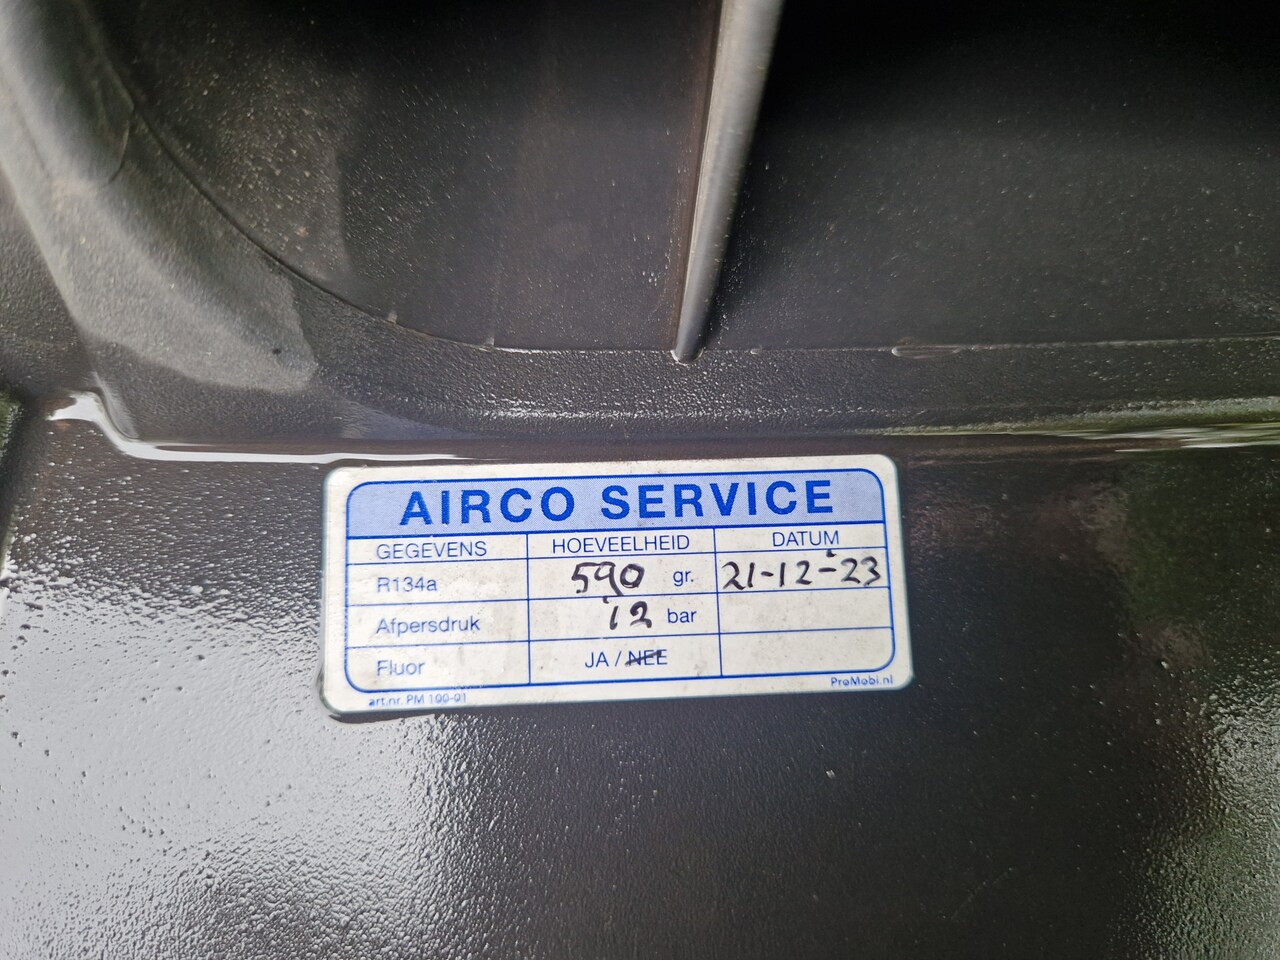 AIRCO SERVICE
GEGEVENS HOEVEELHEID DATUM
R134a 590 gr. 21-12-23
Afpersdruk 12 bar
Fluor JA / NEE
art.nr. PM 100-01 ProMobi.nl